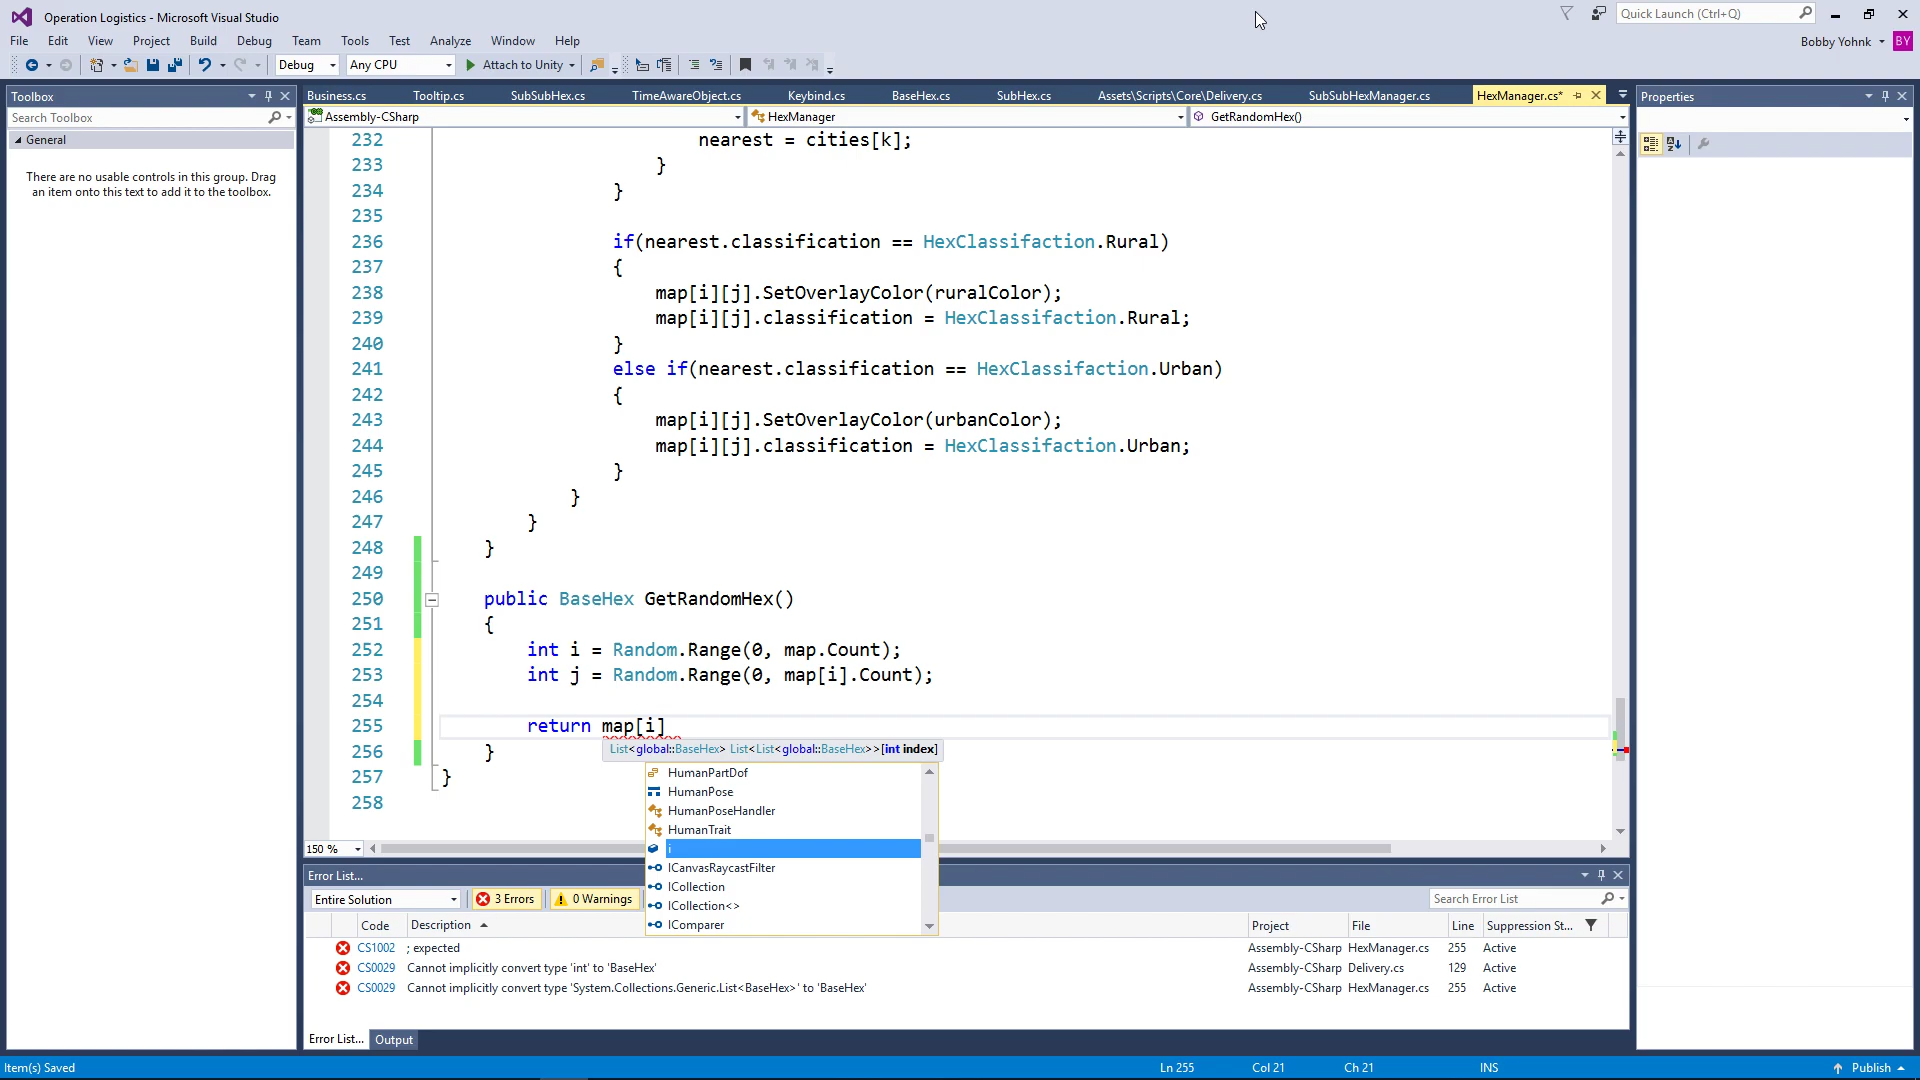 Operation Logistics - Microsoft Visual Studio
Quick Launch (Ctrl+Q)
File Edit View Project Build Debug Team Tools Test Analyze Window Help
Bobby Yohnk BY
Debug Any CPU Attach to Unity
Toolbox
Search Toolbox
General
There are no usable controls in this group. Drag
an item onto this text to add it to the toolbox.
Business.cs Tooltip.cs SubSubHex.cs TimeAwareObject.cs Keybind.cs BaseHex.cs SubHex.cs Assets\Scripts\Core\Delivery.cs SubSubHexManager.cs HexManager.cs*
Assembly-CSharp HexManager GetRandomHex()
Properties
232 nearest = cities[k];
233 }
234 }
235
236 if(nearest.classification == HexClassifaction.Rural)
237 {
238 map[i][j].SetOverlayColor(ruralColor);
239 map[i][j].classification = HexClassifaction.Rural;
240 }
241 else if(nearest.classification == HexClassifaction.Urban)
242 {
243 map[i][j].SetOverlayColor(urbanColor);
244 map[i][j].classification = HexClassifaction.Urban;
245 }
246 }
247 }
248 }
249
250 public BaseHex GetRandomHex()
251 {
252 int i = Random.Range(0, map.Count);
253 int j = Random.Range(0, map[i].Count);
254
255 return map[i]
256 }
257 }
258
List<global::BaseHex> List<List<global::BaseHex>>[int index]
HumanPartDof
HumanPose
HumanPoseHandler
HumanTrait
i
ICanvasRaycastFilter
ICollection
ICollection<>
IComparer
150 %
Error List...
Entire Solution 3 Errors 0 Warnings Search Error List
Code Description Project File Line Suppression St...
CS1002 ; expected Assembly-CSharp HexManager.cs 255 Active
CS0029 Cannot implicitly convert type 'int' to 'BaseHex' Assembly-CSharp Delivery.cs 129 Active
CS0029 Cannot implicitly convert type 'System.Collections.Generic.List<BaseHex>' to 'BaseHex' Assembly-CSharp HexManager.cs 255 Active
Error List... Output
Item(s) Saved Ln 255 Col 21 Ch 21 INS Publish